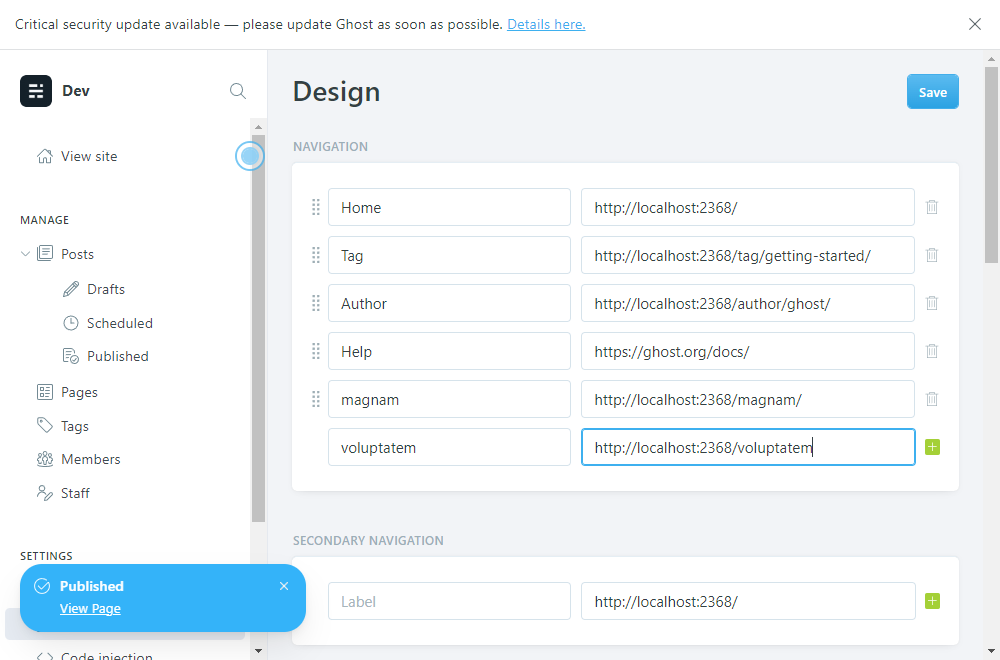 Critical security update available — please update Ghost as soon as possible. Details here.
Dev
View site
MANAGE
Posts
Drafts
Scheduled
Published
Pages
Tags
Members
Staff
SETTINGS
Published
View Page
Code injection
Design
Save
NAVIGATION
Home http://localhost:2368/
Tag http://localhost:2368/tag/getting-started/
Author http://localhost:2368/author/ghost/
Help https://ghost.org/docs/
magnam http://localhost:2368/magnam/
voluptatem http://localhost:2368/voluptatem
SECONDARY NAVIGATION
Label http://localhost:2368/